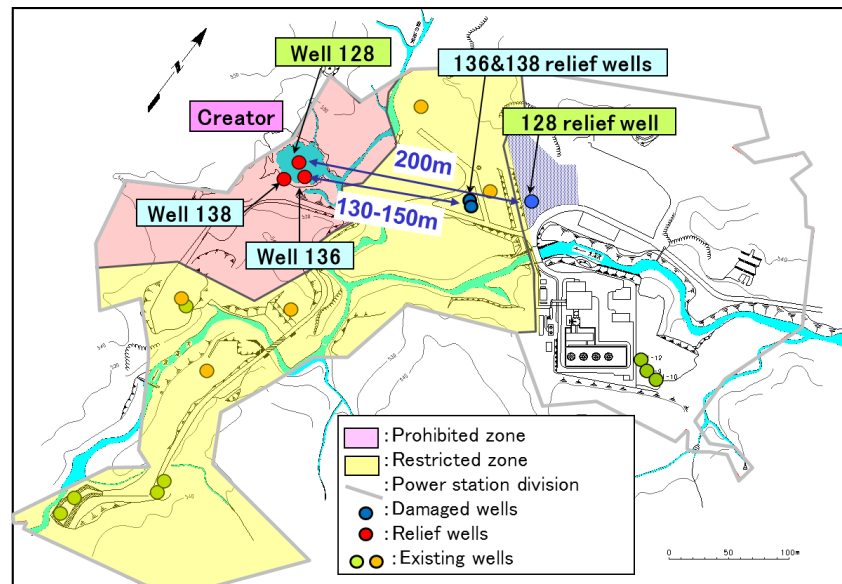 Well 128
136&138 relief wells
Creator
128 relief well
200m
130-150m
Well 138
Well 136
: Prohibited zone
: Restricted zone
: Power station division
: Damaged wells
: Relief wells
: Existing wells
0 50 100m